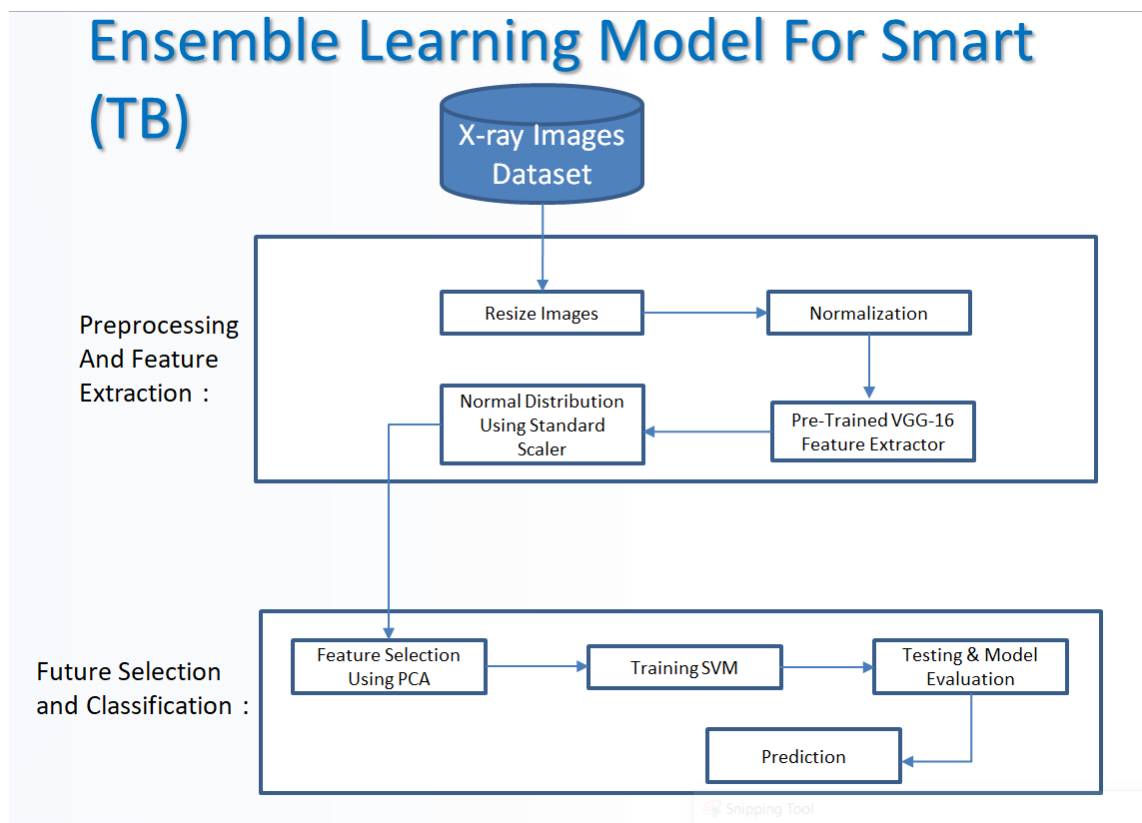 Ensemble Learning Model For Smart
(TB)
X-ray Images
Dataset
Preprocessing
And Feature
Extraction :
Resize Images
Normalization
Normal Distribution
Using Standard
Scaler
Pre-Trained VGG-16
Feature Extractor
Future Selection
and Classification :
Feature Selection
Using PCA
Training SVM
Testing & Model
Evaluation
Prediction
Snipping Tool